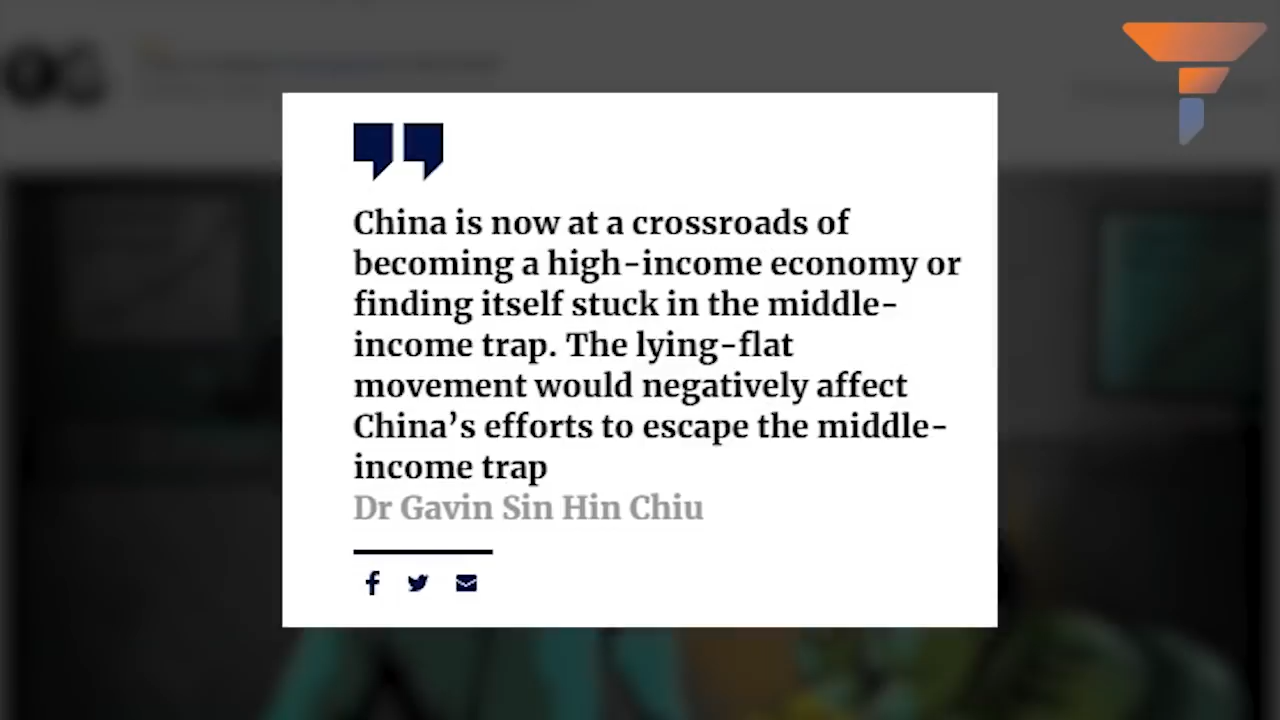 China is now at a crossroads of
becoming a high-income economy or
finding itself stuck in the middle-
income trap. The lying-flat
movement would negatively affect
China’s efforts to escape the middle-
income trap
Dr Gavin Sin Hin Chiu